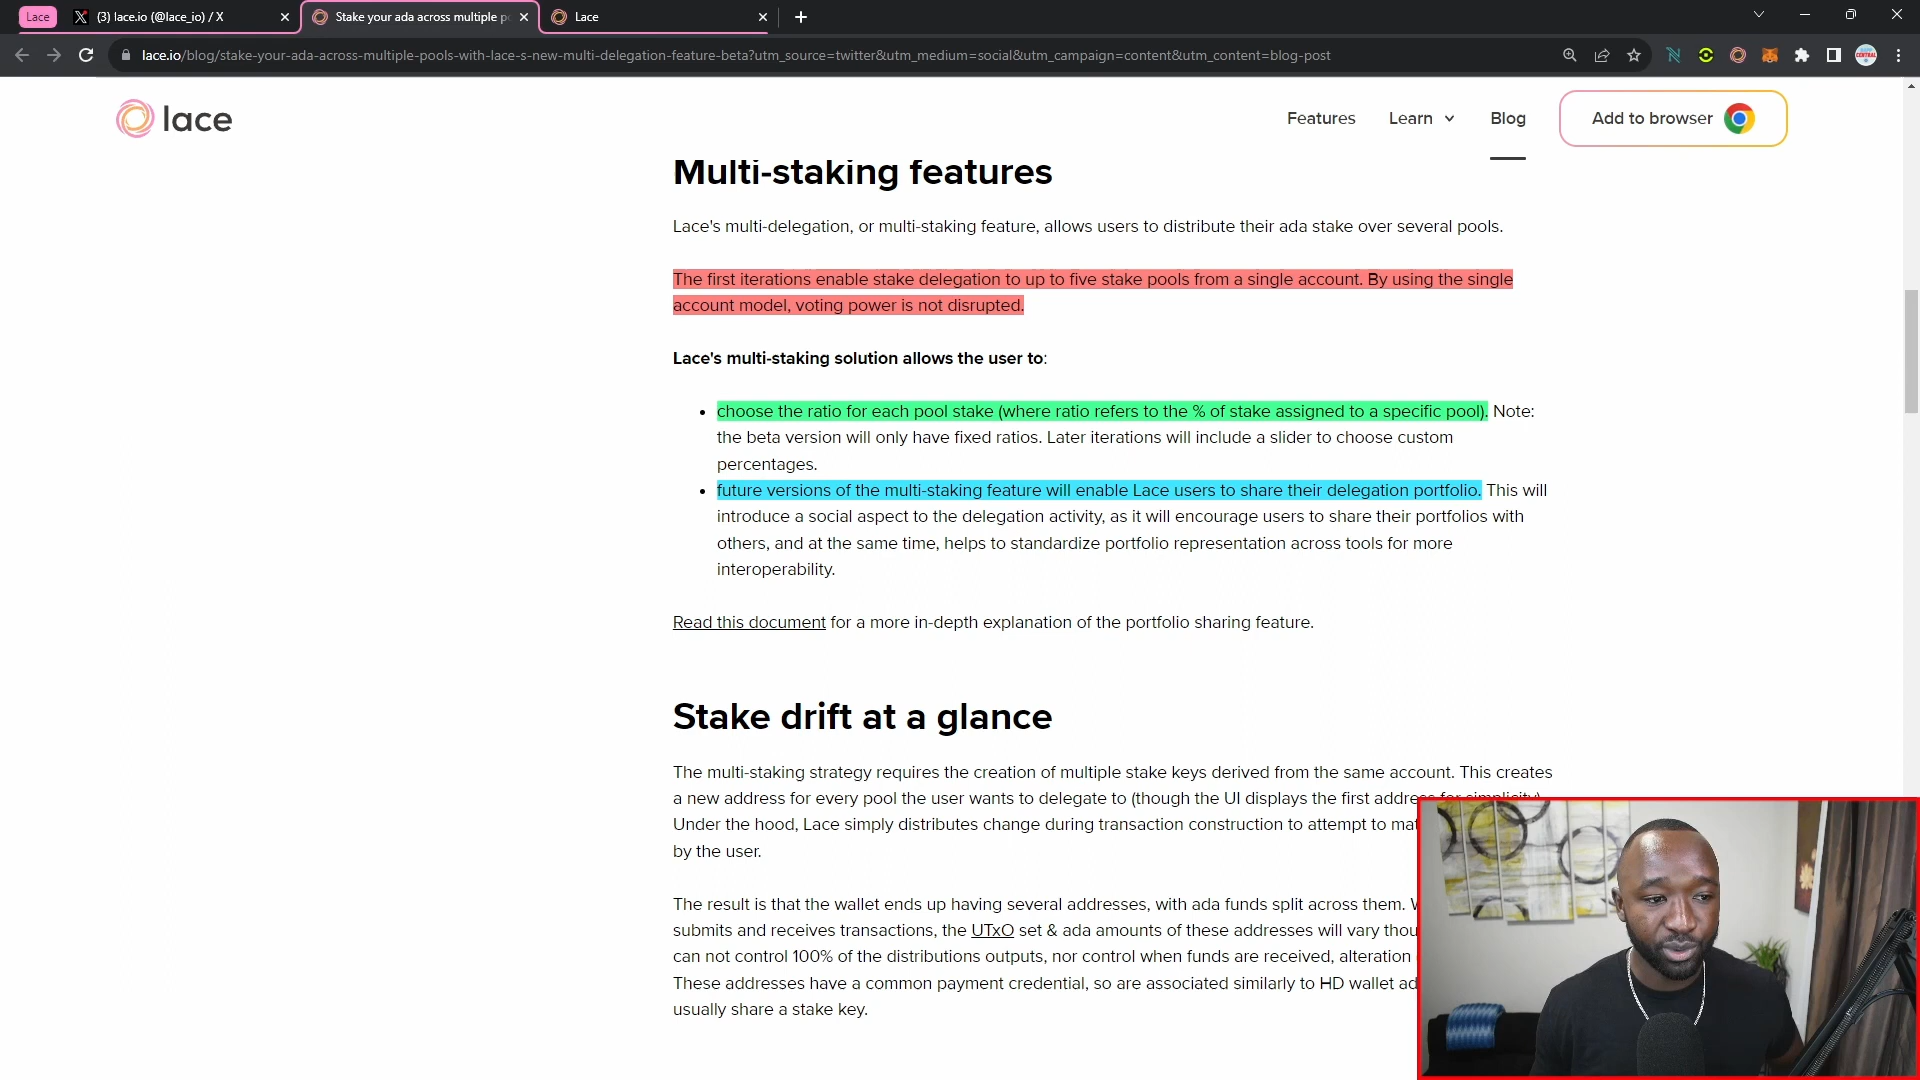 Lace
(3) lace.io (@lace_io) / X
Stake your ada across multiple p
Lace
lace.io/blog/stake-your-ada-across-multiple-pools-with-lace-s-new-multi-delegation-feature-beta?utm_source=twitter&utm_medium=social&utm_campaign=content&utm_content=blog-post
lace
Features
Learn
Blog
Add to browser
Multi-staking features
Lace's multi-delegation, or multi-staking feature, allows users to distribute their ada stake over several pools.
The first iterations enable stake delegation to up to five stake pools from a single account. By using the single
account model, voting power is not disrupted.
Lace's multi-staking solution allows the user to:
• choose the ratio for each pool stake (where ratio refers to the % of stake assigned to a specific pool). Note:
the beta version will only have fixed ratios. Later iterations will include a slider to choose custom
percentages.
• future versions of the multi-staking feature will enable Lace users to share their delegation portfolio. This will
introduce a social aspect to the delegation activity, as it will encourage users to share their portfolios with
others, and at the same time, helps to standardize portfolio representation across tools for more
interoperability.
Read this document for a more in-depth explanation of the portfolio sharing feature.
Stake drift at a glance
The multi-staking strategy requires the creation of multiple stake keys derived from the same account. This creates
a new address for every pool the user wants to delegate to (though the UI displays the first address for simplicity).
Under the hood, Lace simply distributes change during transaction construction to attempt to mat
by the user.
The result is that the wallet ends up having several addresses, with ada funds split across them.
submits and receives transactions, the UTxO set & ada amounts of these addresses will vary thou
can not control 100% of the distributions outputs, nor control when funds are received, alteration
These addresses have a common payment credential, so are associated similarly to HD wallet ad
usually share a stake key.